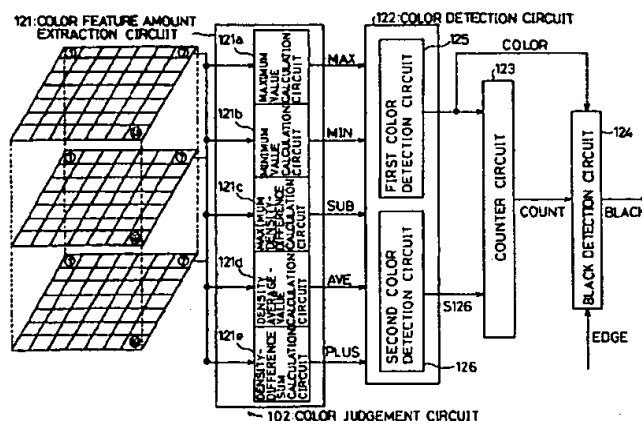 121:COLOR FEATURE AMOUNT
EXTRACTION CIRCUIT
122:COLOR DETECTION CIRCUIT
121a
MAXIMUM
VALUE
CALCULATION
CIRCUIT
MAX
121b
MINIMUM
VALUE
CALCULATION
CIRCUIT
MIN
121c
MAXIMUM
DENSITY-
DIFFERENCE
CALCULATION
CIRCUIT
SUB
121d
DENSITY
AVERAGE-
VALUE
CALCULATION
CIRCUIT
AVE
121e
DENSITY-
DIFFERENCE
SUM
CALCULATION
CIRCUIT
PLUS
125
FIRST COLOR
DETECTION CIRCUIT
SECOND COLOR
DETECTION CIRCUIT
126
COLOR
123
COUNTER CIRCUIT
S126
COUNT
124
BLACK DETECTION CIRCUIT
BLACK
EDGE
102:COLOR JUDGEMENT CIRCUIT